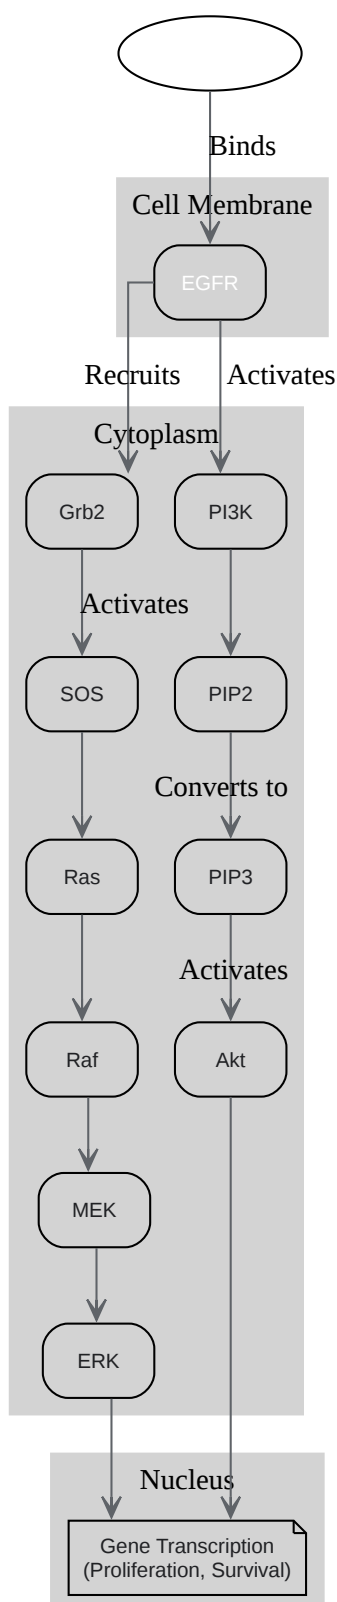 Binds
Cell Membrane
EGFR
Recruits
Activates
Cytoplasm
Grb2
PI3K
Activates
SOS
PIP2
Converts to
Ras
PIP3
Activates
Raf
Akt
MEK
ERK
Nucleus
Gene Transcription
(Proliferation, Survival)